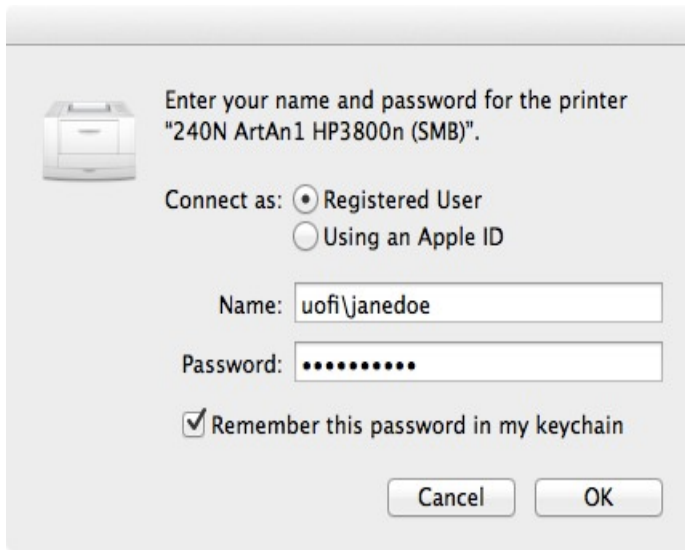 Enter your name and password for the printer
"240N ArtAn1 HP3800n (SMB)".
Connect as: Registered User
Using an Apple ID
Name: uofi\janedoe
Password: ••••••••••
Remember this password in my keychain
Cancel OK